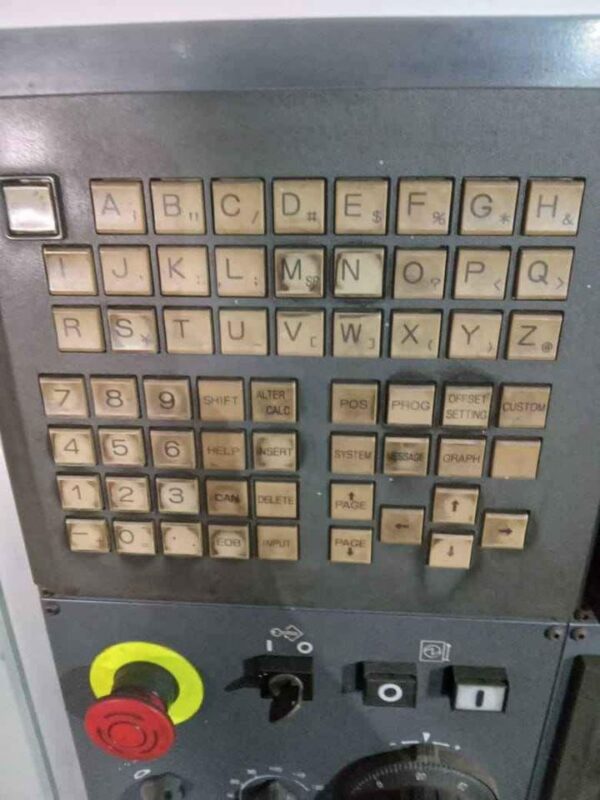 A B " C / D # E $ F % G * H &
I J , K L M S N O ? P < Q >
R S * T U _ V [ W ] X ( Y ) Z @
7 8 9 SHIFT ALTER CALC POS PROG OFFSET SETTING CUSTOM
4 5 6 HELP INSERT SYSTEM MESSAGE GRAPH
1 2 3 CAN DELETE ↑ PAGE ↑
- + 0 . EOB INPUT PAGE ↓ ← ↓ →
I O
O I